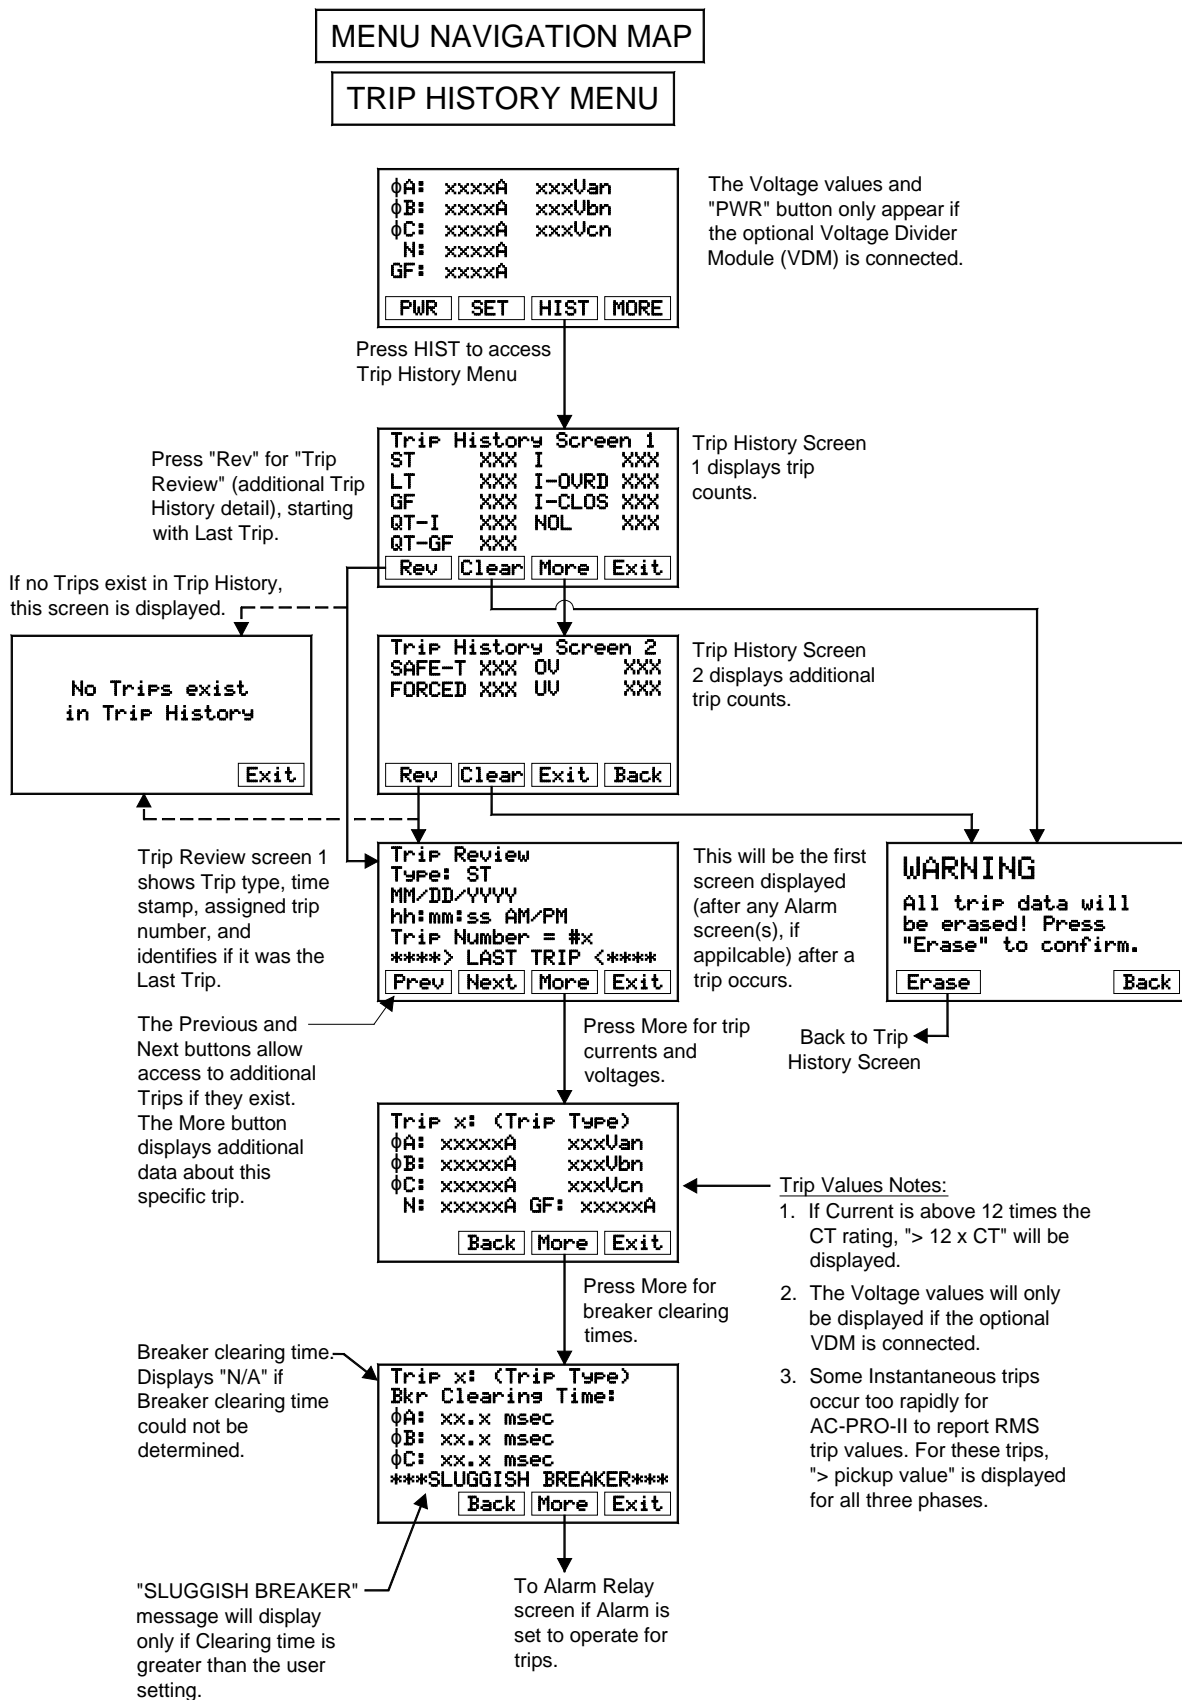 MENU NAVIGATION MAP
TRIP HISTORY MENU
ϕA: xxxxA xxxVan
ϕB: xxxxA xxxVbn
ϕC: xxxxA xxxVcn
N: xxxxA
GF: xxxxA
PWR SET HIST MORE
The Voltage values and
"PWR" button only appear if
the optional Voltage Divider
Module (VDM) is connected.
Press HIST to access
Trip History Menu
Press "Rev" for "Trip
Review" (additional Trip
History detail), starting
with Last Trip.
Trip History Screen 1
ST XXX I XXX
LT XXX I-OVRD XXX
GF XXX I-CLOS XXX
QT-I XXX NOL XXX
QT-GF XXX
Rev Clear More Exit
Trip History Screen
1 displays trip
counts.
If no Trips exist in Trip History,
this screen is displayed.
No Trips exist
in Trip History
Exit
Trip History Screen 2
SAFE-T XXX OV XXX
FORCED XXX UV XXX
Rev Clear Exit Back
Trip History Screen
2 displays additional
trip counts.
Trip Review screen 1
shows Trip type, time
stamp, assigned trip
number, and
identifies if it was the
Last Trip.
Trip Review
Type: ST
MM/DD/YYYY
hh:mm:ss AM/PM
Trip Number = #x
****> LAST TRIP <****
Prev Next More Exit
This will be the first
screen displayed
(after any Alarm
screen(s), if
appilcable) after a
trip occurs.
WARNING
All trip data will
be erased! Press
"Erase" to confirm.
Erase Back
Back to Trip
History Screen
The Previous and
Next buttons allow
access to additional
Trips if they exist.
The More button
displays additional
data about this
specific trip.
Press More for trip
currents and
voltages.
Trip x: (Trip Type)
ϕA: xxxxxA xxxVan
ϕB: xxxxxA xxxVbn
ϕC: xxxxxA xxxVcn
N: xxxxxA GF: xxxxxA
Back More Exit
Trip Values Notes:
1. If Current is above 12 times the
CT rating, "> 12 x CT" will be
displayed.
2. The Voltage values will only
be displayed if the optional
VDM is connected.
3. Some Instantaneous trips
occur too rapidly for
AC-PRO-II to report RMS
trip values. For these trips,
"> pickup value" is displayed
for all three phases.
Press More for
breaker clearing
times.
Breaker clearing time.
Displays "N/A" if
Breaker clearing time
could not be
determined.
Trip x: (Trip Type)
Bkr Clearing Time:
ϕA: xx.x msec
ϕB: xx.x msec
ϕC: xx.x msec
***SLUGGISH BREAKER***
Back More Exit
"SLUGGISH BREAKER"
message will display
only if Clearing time is
greater than the user
setting.
To Alarm Relay
screen if Alarm is
set to operate for
trips.